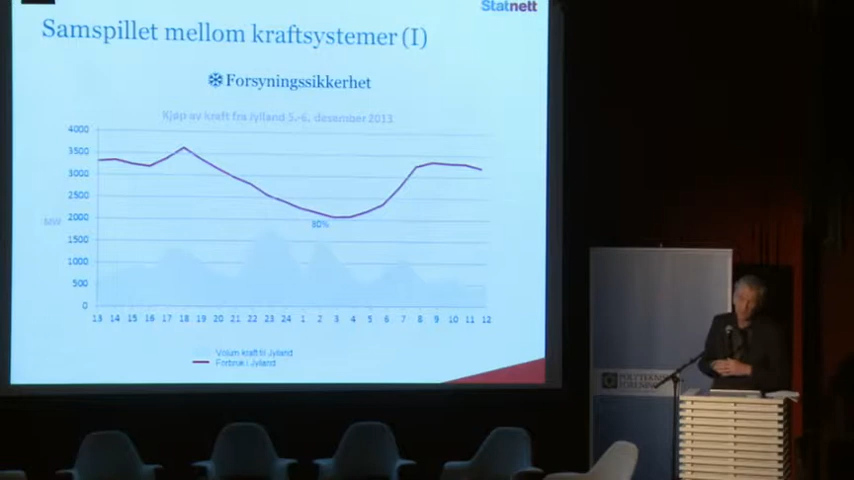 Statnett
Samspillet mellom kraftsystemer (I)
Forsyningssikkerhet
Kjøp av kraft fra Jylland 5.-6. desember 2013
4000
3500
3000
2500
2000
MW
80%
1500
1000
500
0
13 14 15 16 17 18 19 20 21 22 23 24 1 2 3 4 5 6 7 8 9 10 11 12
Volum kraft til Jylland
Forbruk i Jylland